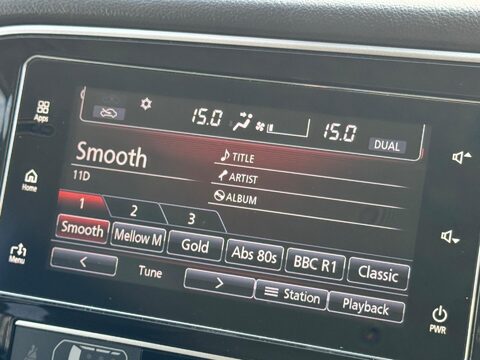 15.0 15.0 DUAL
Apps
Smooth
11D
TITLE
ARTIST
ALBUM
Home
1 2 3
Smooth Mellow M Gold Abs 80s BBC R1 Classic
Menu
< Tune > Station Playback
PWR